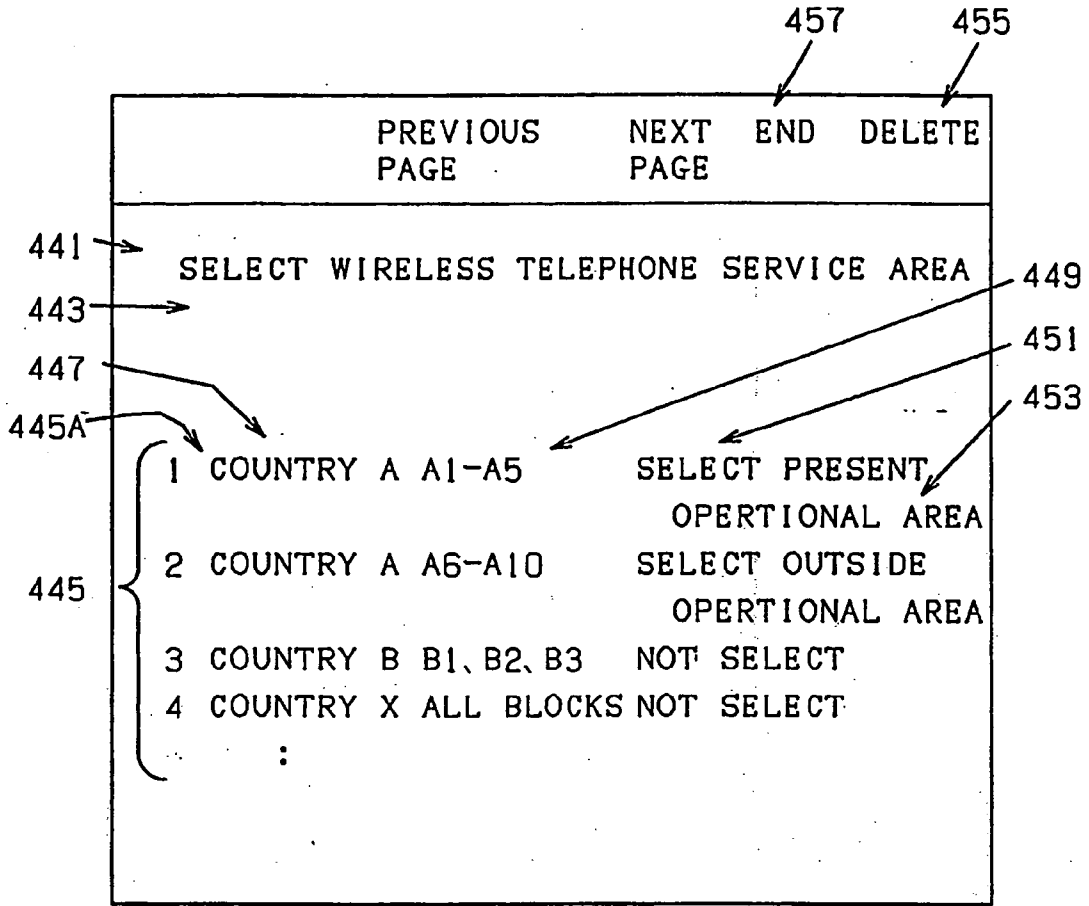 457 455
PREVIOUS PAGE NEXT PAGE END DELETE
441
SELECT WIRELESS TELEPHONE SERVICE AREA
443
449
451
447
453
445A
1 COUNTRY A A1-A5 SELECT PRESENT
OPERTIONAL AREA
2 COUNTRY A A6-A10 SELECT OUTSIDE
OPERTIONAL AREA
445
3 COUNTRY B B1、B2、B3 NOT SELECT
4 COUNTRY X ALL BLOCKS NOT SELECT
: